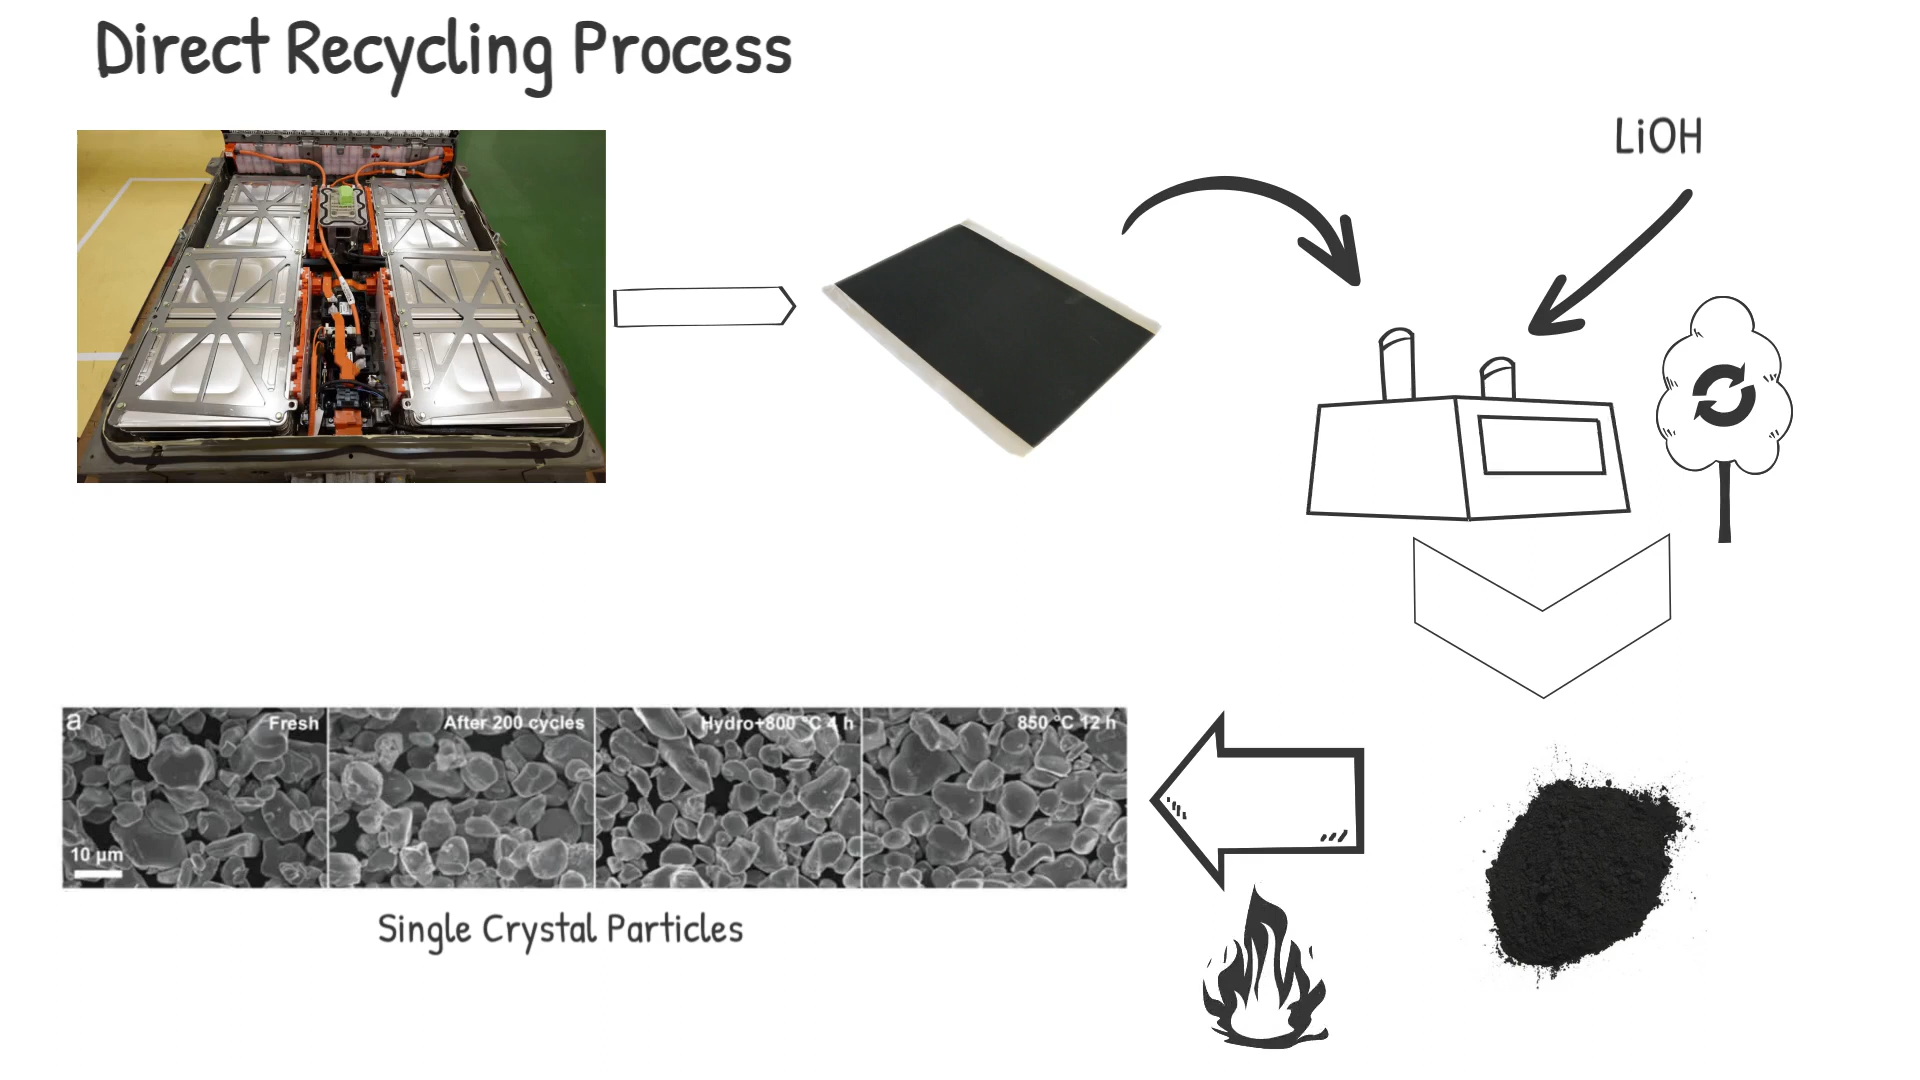 Direct Recycling Process
LiOH
a
Fresh
After 200 cycles
Hydro+800 °C 4 h
850 °C 12 h
10 µm
Single Crystal Particles